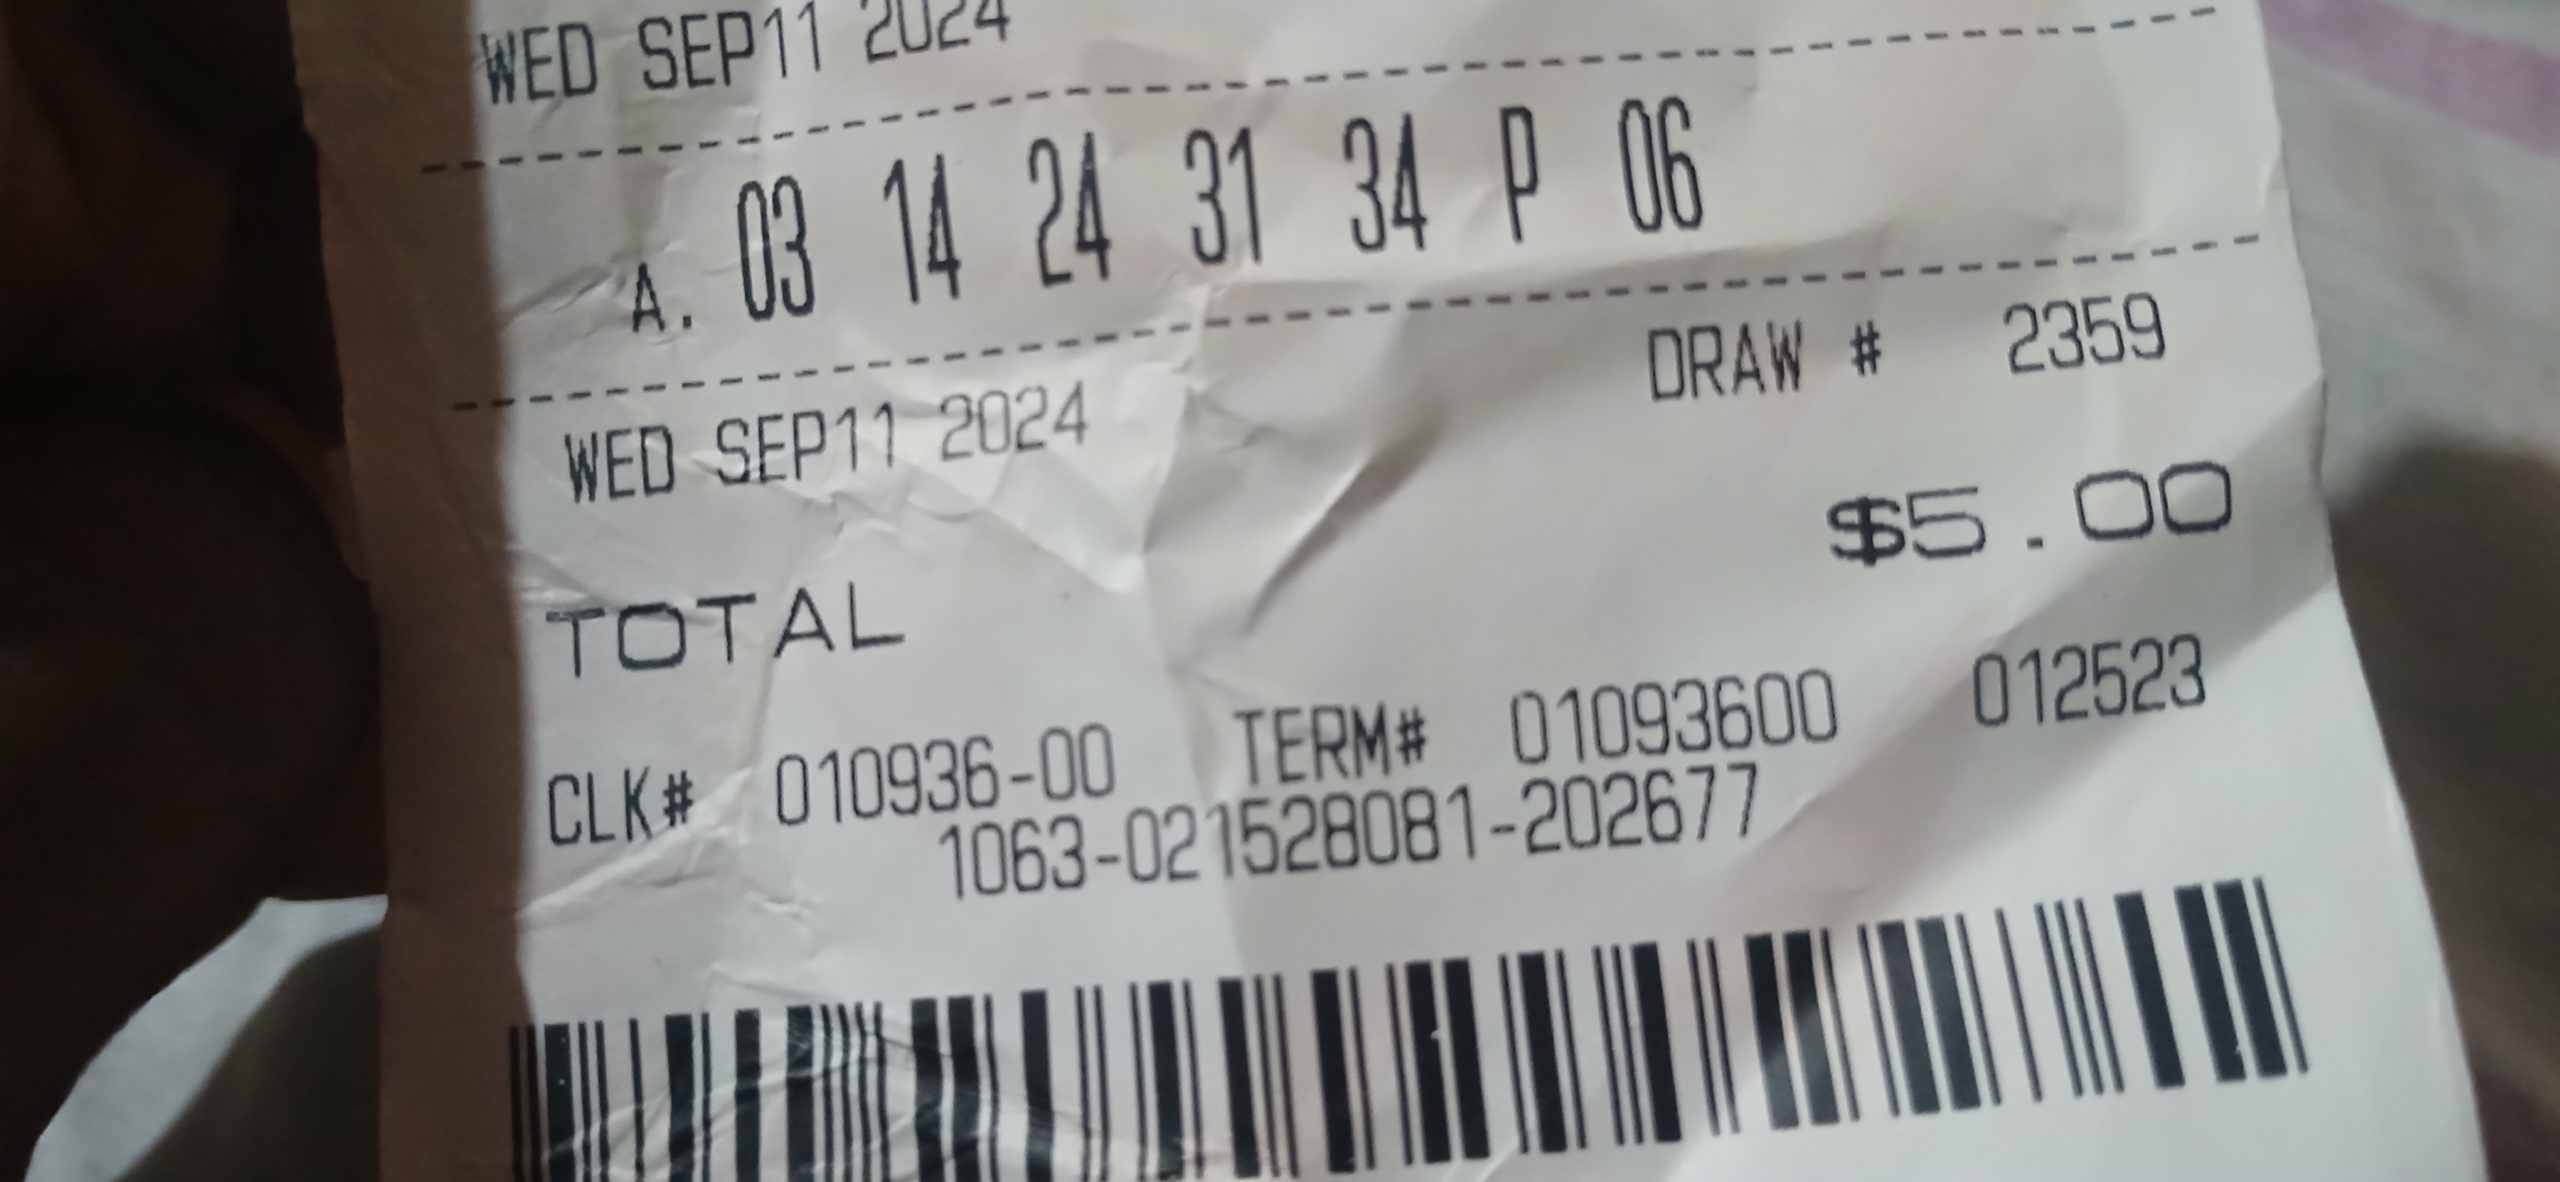 WED SEP11 2024
A. 03 14 24 31 34 P 06
WED SEP11 2024 DRAW # 2359
TOTAL $5.00
CLK# 010936-00 TERM# 01093600 012523
1063-021528081-202677